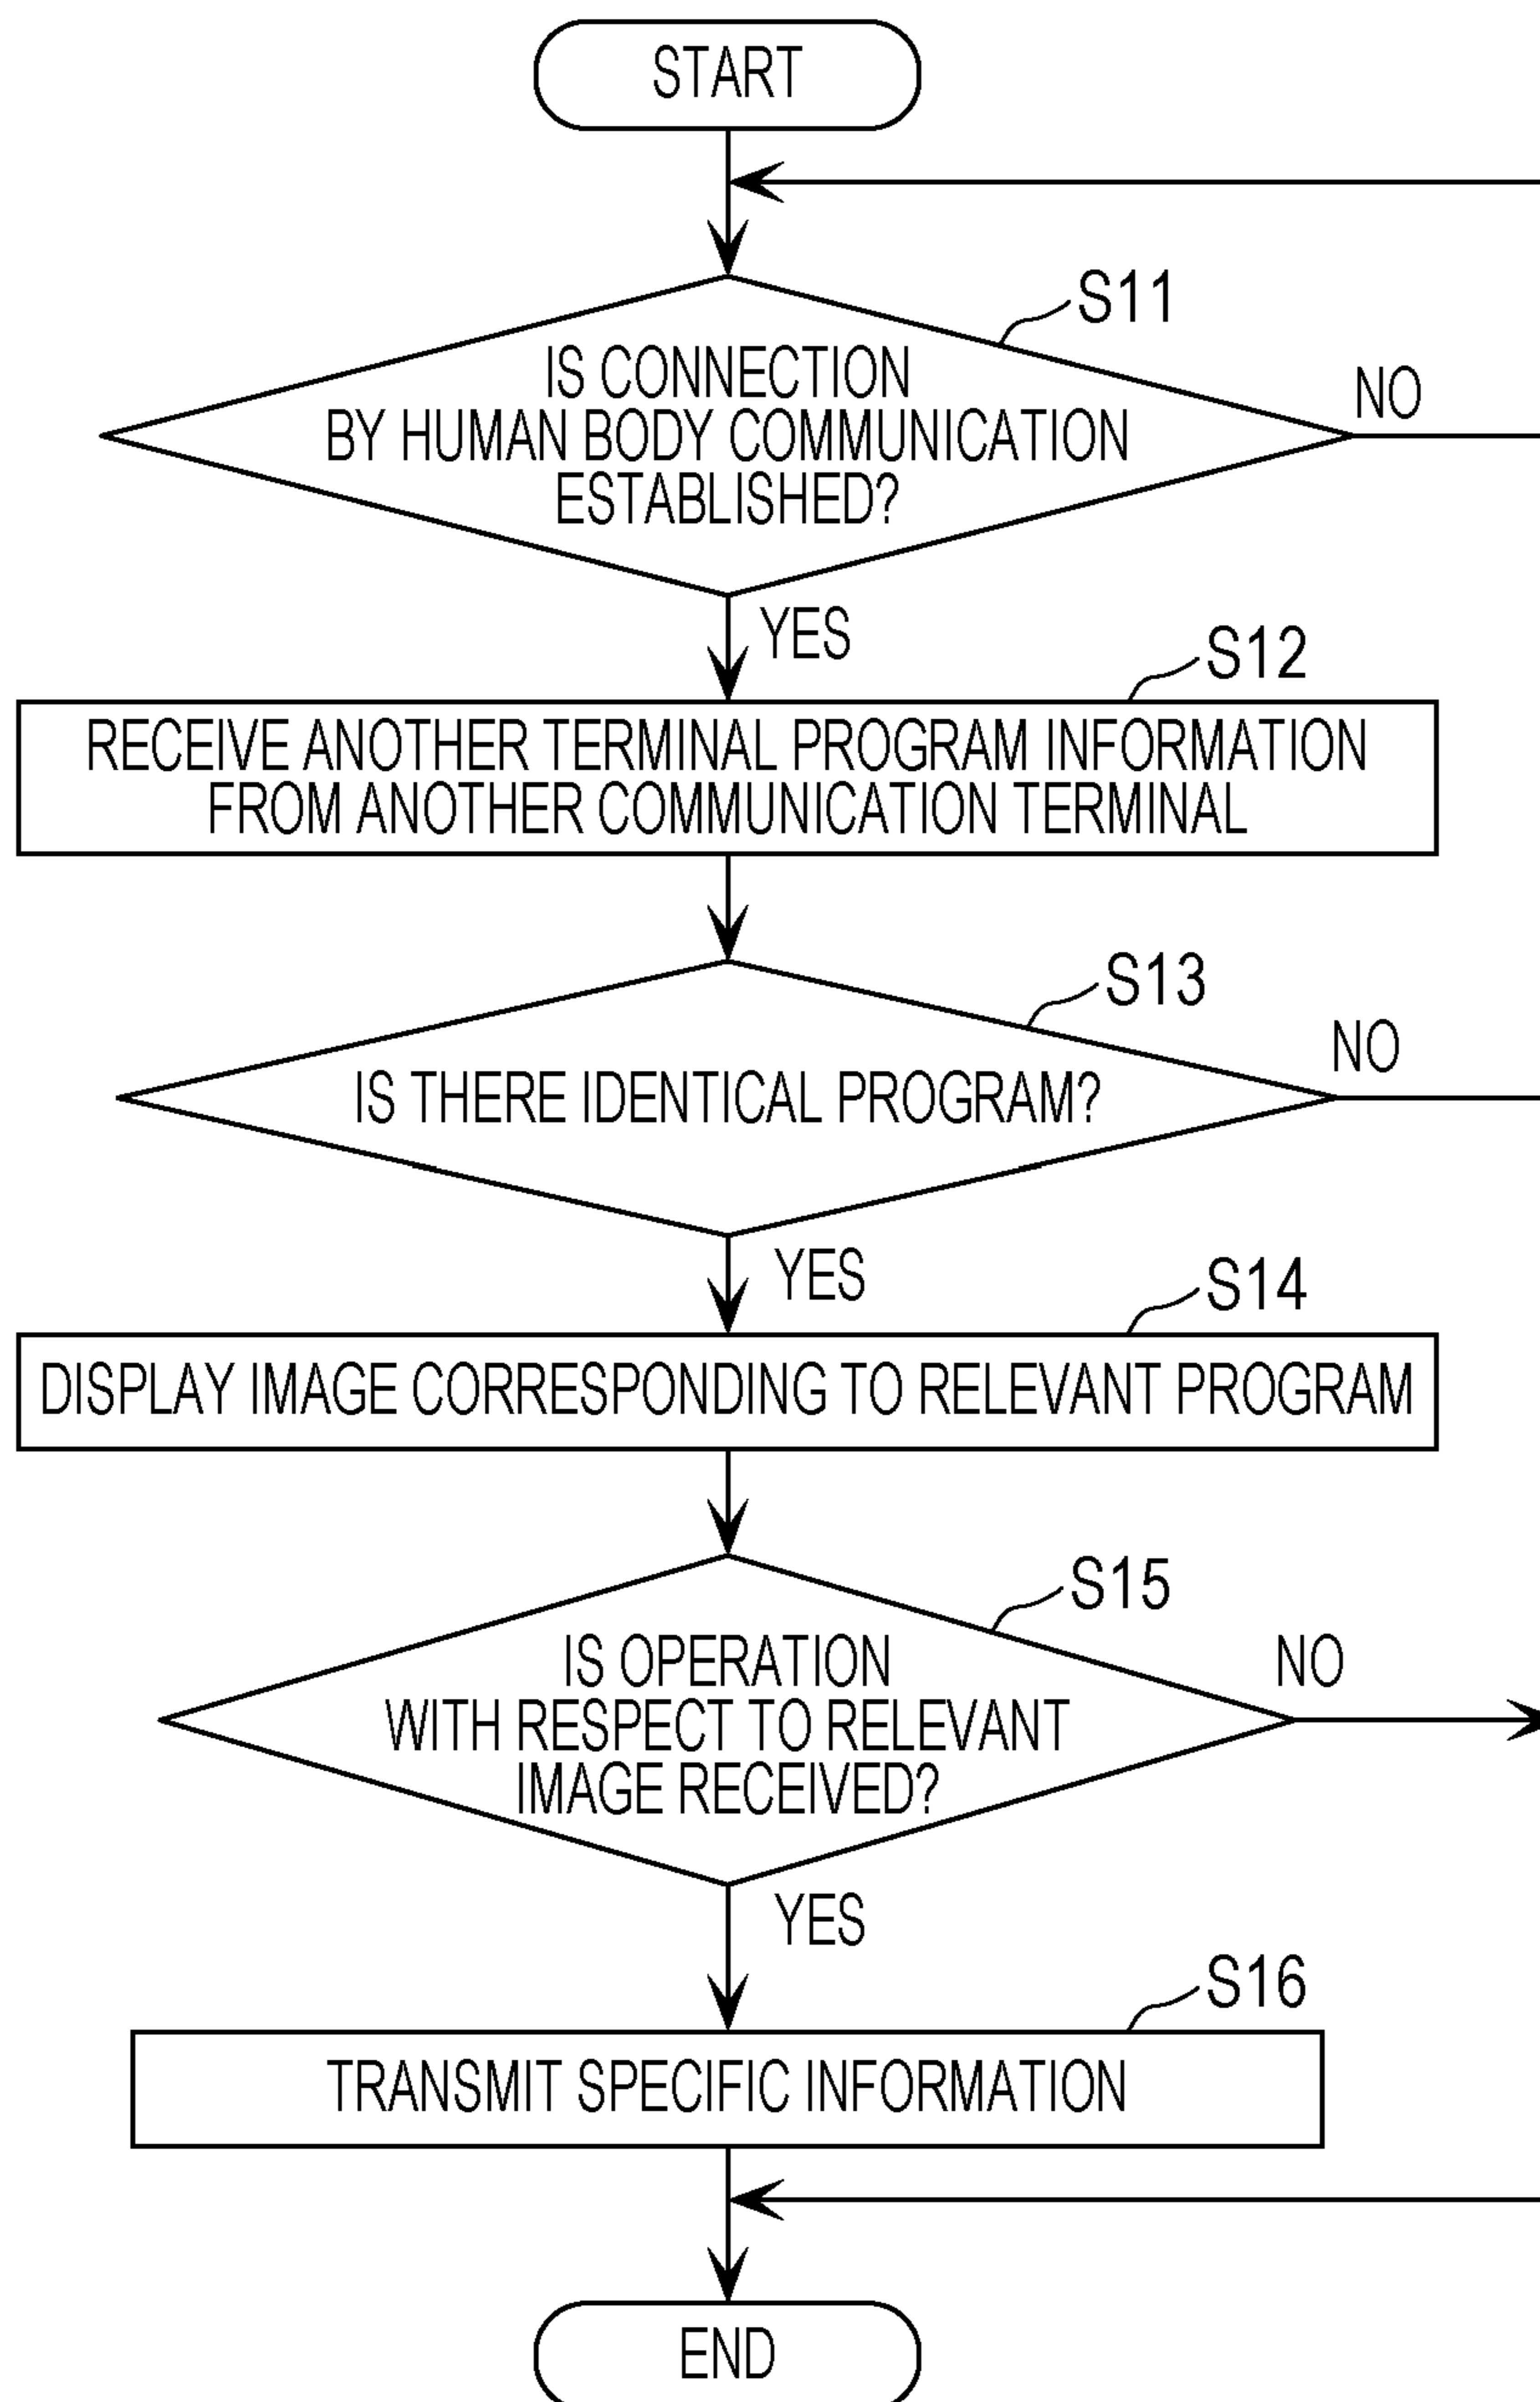 START
S11
IS CONNECTION
BY HUMAN BODY COMMUNICATION
ESTABLISHED?
NO
YES
S12
RECEIVE ANOTHER TERMINAL PROGRAM INFORMATION
FROM ANOTHER COMMUNICATION TERMINAL
S13
IS THERE IDENTICAL PROGRAM?
NO
YES
S14
DISPLAY IMAGE CORRESPONDING TO RELEVANT PROGRAM
S15
IS OPERATION
WITH RESPECT TO RELEVANT
IMAGE RECEIVED?
NO
YES
S16
TRANSMIT SPECIFIC INFORMATION
END